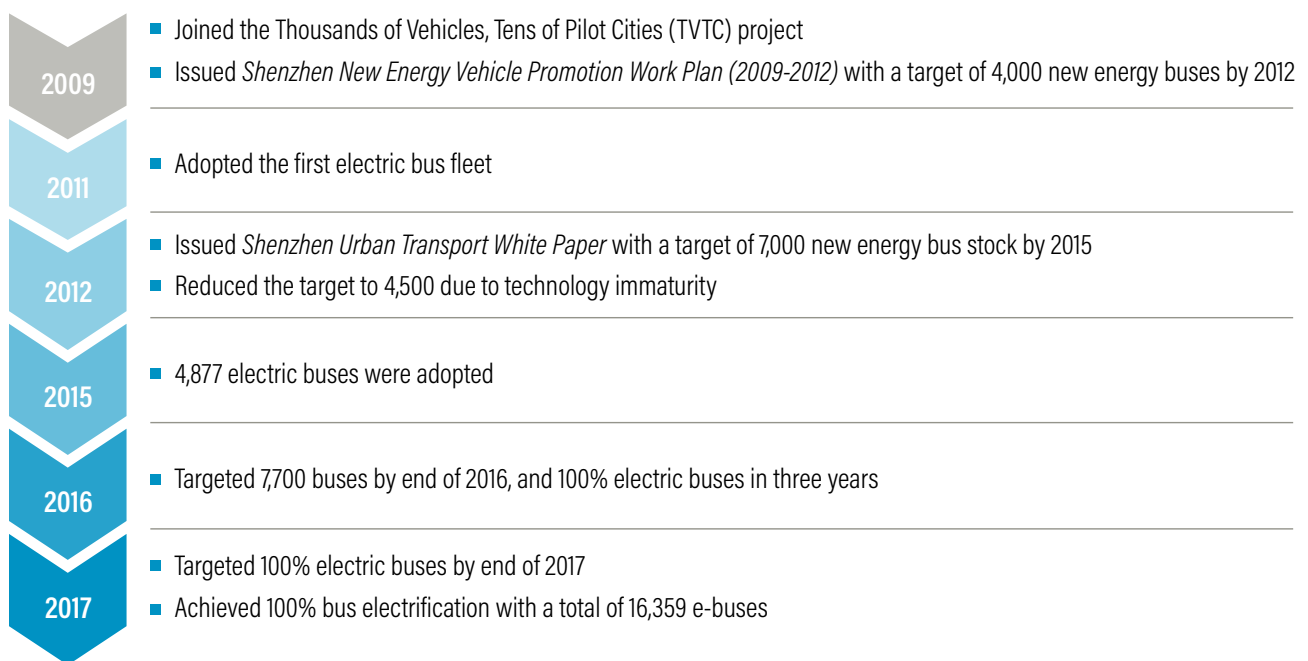 2009
Joined the Thousands of Vehicles, Tens of Pilot Cities (TVTC) project
Issued Shenzhen New Energy Vehicle Promotion Work Plan (2009-2012) with a target of 4,000 new energy buses by 2012
2011
Adopted the first electric bus fleet
2012
Issued Shenzhen Urban Transport White Paper with a target of 7,000 new energy bus stock by 2015
Reduced the target to 4,500 due to technology immaturity
2015
4,877 electric buses were adopted
2016
Targeted 7,700 buses by end of 2016, and 100% electric buses in three years
2017
Targeted 100% electric buses by end of 2017
Achieved 100% bus electrification with a total of 16,359 e-buses